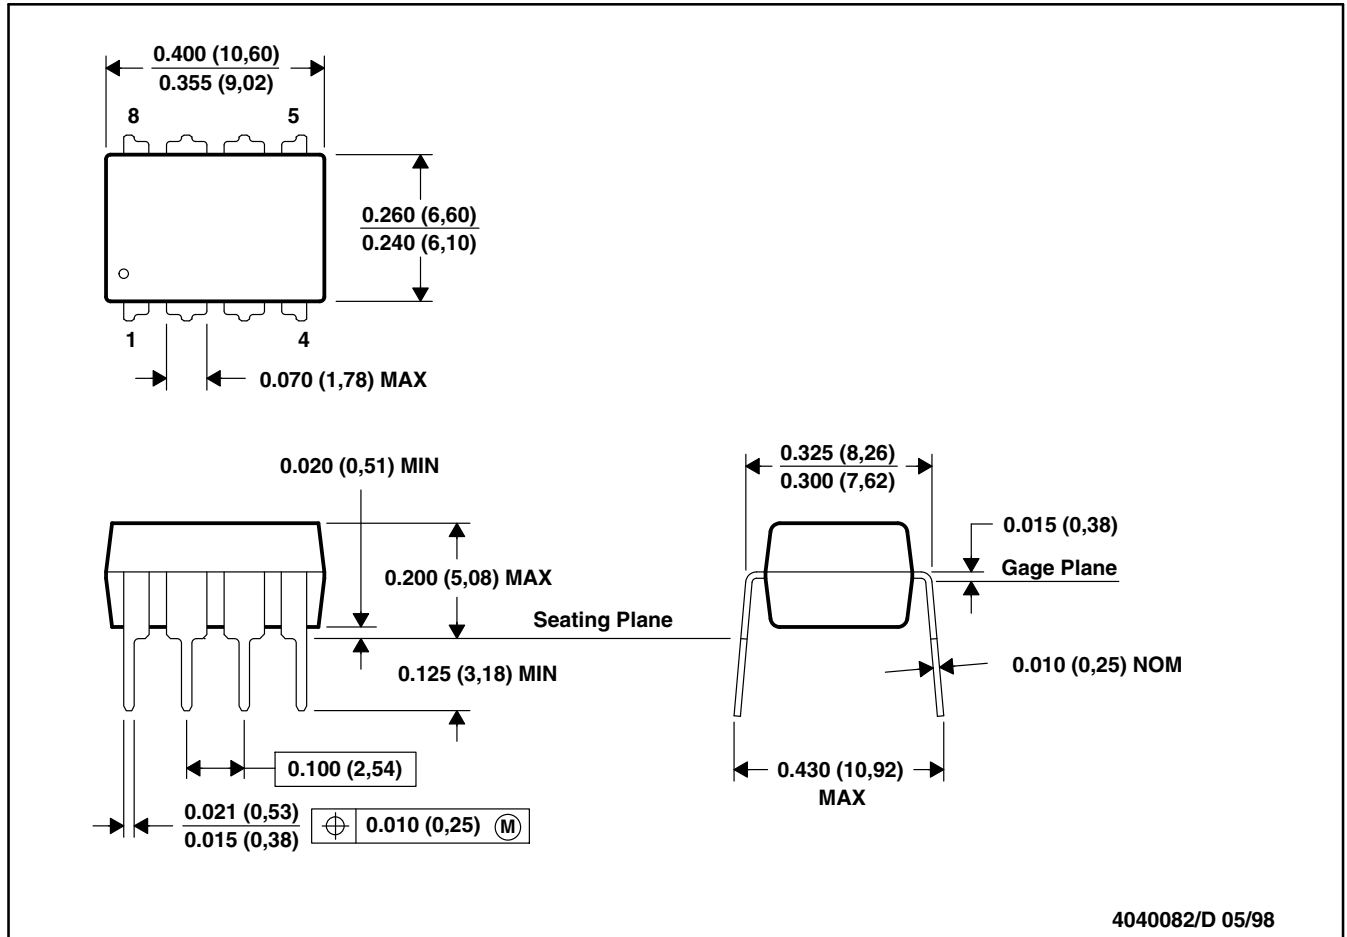 0.400 (10,60)
0.355 (9,02)
8
5
0.260 (6,60)
0.240 (6,10)
1
4
0.070 (1,78) MAX
0.020 (0,51) MIN
0.325 (8,26)
0.300 (7,62)
0.015 (0,38)
0.200 (5,08) MAX
Gage Plane
Seating Plane
0.125 (3,18) MIN
0.010 (0,25) NOM
0.100 (2,54)
0.430 (10,92)
MAX
0.021 (0,53)
0.015 (0,38)
0.010 (0,25) M
4040082/D 05/98